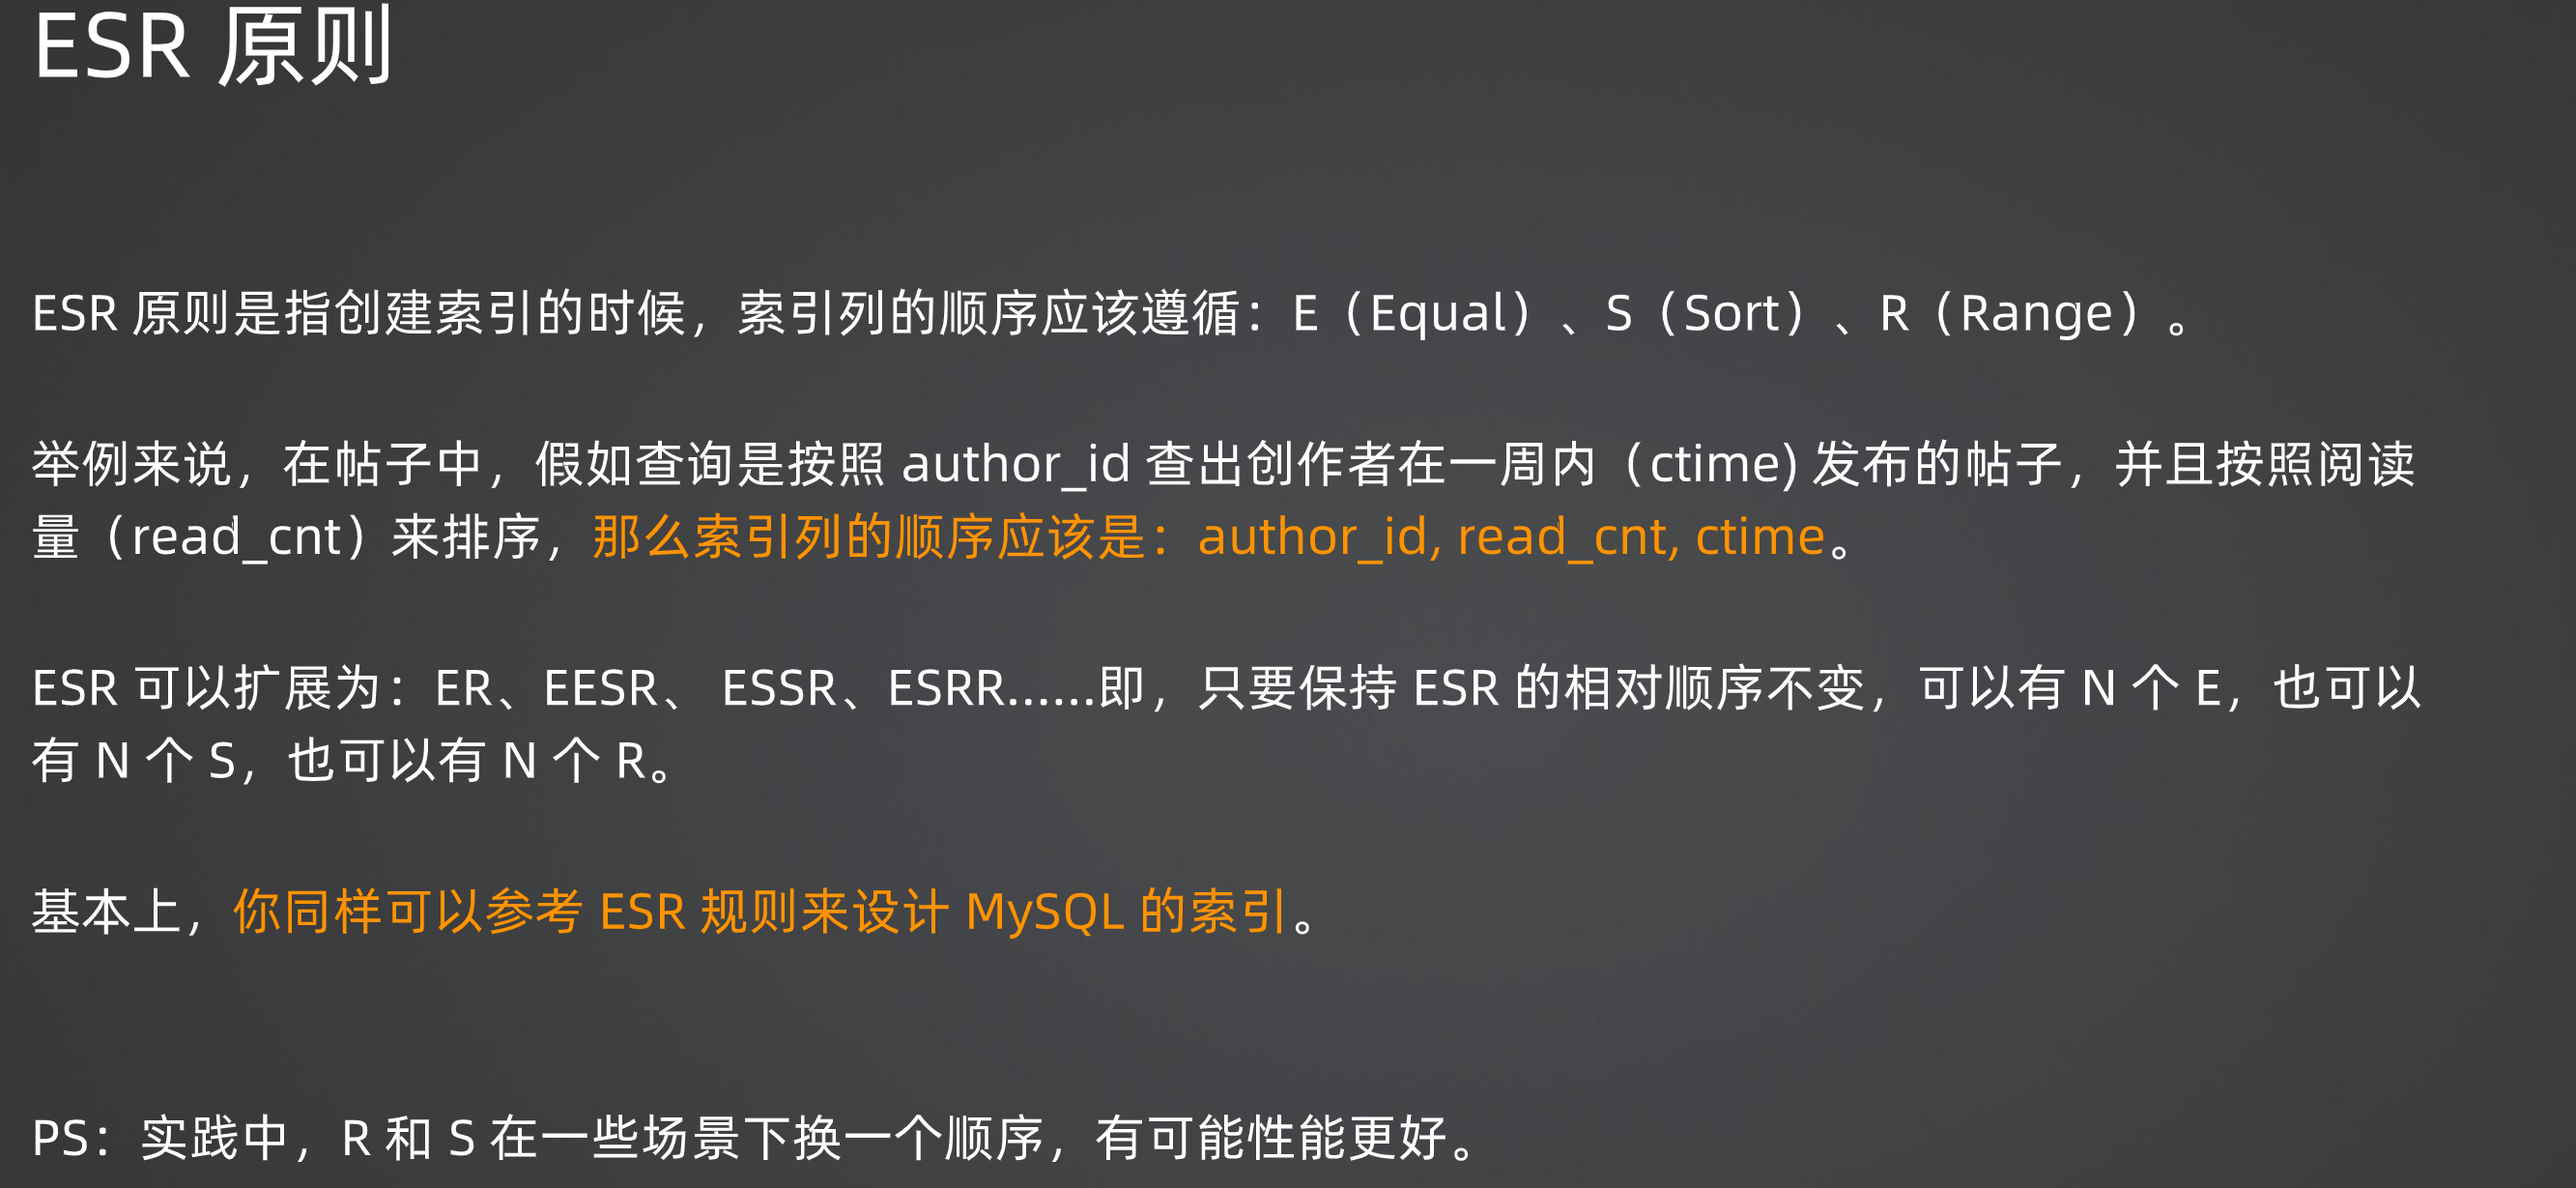 ESR 原则
ESR 原则是指创建索引的时候，索引列的顺序应该遵循：E（Equal）、S（Sort）、R（Range）。
举例来说，在帖子中，假如查询是按照 author_id 查出创作者在一周内（ctime) 发布的帖子，并且按照阅读
量（read_cnt）来排序，那么索引列的顺序应该是：author_id, read_cnt, ctime。
ESR 可以扩展为：ER、EESR、 ESSR、ESRR......即，只要保持 ESR 的相对顺序不变，可以有 N 个 E，也可以
有 N 个 S，也可以有 N 个 R。
基本上，你同样可以参考 ESR 规则来设计 MySQL 的索引。
PS：实践中，R 和 S 在一些场景下换一个顺序，有可能性能更好。